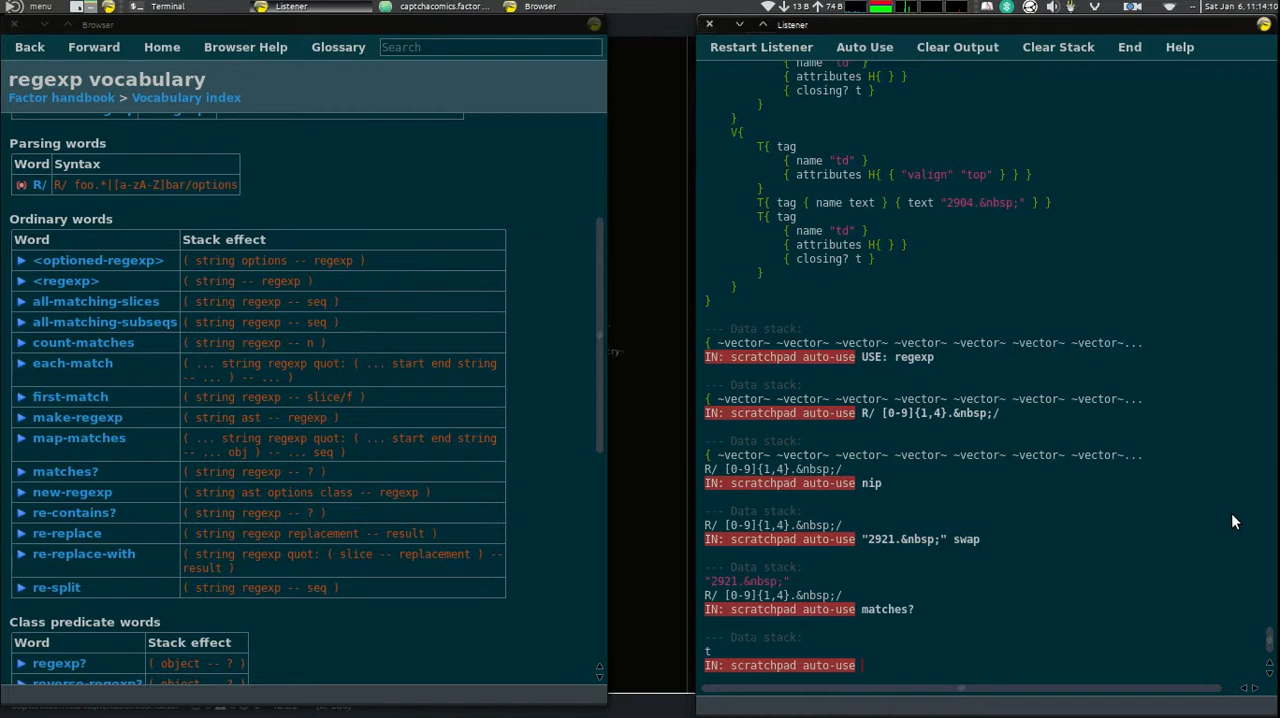 menu Terminal Listener captchacomics.factor ... Browser 13 B 74 B Sat Jan 6, 11:14:10
Browser
Back Forward Home Browser Help Glossary Search
regexp vocabulary
Factor handbook > Vocabulary index
Parsing words
Word Syntax
R/ R/ foo.*|[a-zA-Z]bar/options
Ordinary words
Word Stack effect
<optioned-regexp> ( string options -- regexp )
<regexp> ( string -- regexp )
all-matching-slices ( string regexp -- seq )
all-matching-subseqs ( string regexp -- seq )
count-matches ( string regexp -- n )
each-match ( ... string regexp quot: ( ... start end string
-- ... ) -- ... )
first-match ( string regexp -- slice/f )
make-regexp ( string ast -- regexp )
map-matches ( ... string regexp quot: ( ... start end string
-- ... obj ) -- ... seq )
matches? ( string regexp -- ? )
new-regexp ( string ast options class -- regexp )
re-contains? ( string regexp -- ? )
re-replace ( string regexp replacement -- result )
re-replace-with ( string regexp quot: ( slice -- replacement ) --
result )
re-split ( string regexp -- seq )
Class predicate words
Word Stack effect
regexp? ( object -- ? )
reverse-regexp? ( object -- ? )
Listener
Restart Listener Auto Use Clear Output Clear Stack End Help
{ name "td" }
{ attributes H{ } }
{ closing? t }
}
}
V{
T{ tag
{ name "td" }
{ attributes H{ { "valign" "top" } } }
}
T{ tag { name text } { text "2904.&nbsp;" } }
T{ tag
{ name "td" }
{ attributes H{ } }
{ closing? t }
}
}
}
--- Data stack:
{ ~vector~ ~vector~ ~vector~ ~vector~ ~vector~ ~vector~ ~vector~...
IN: scratchpad auto-use USE: regexp
--- Data stack:
{ ~vector~ ~vector~ ~vector~ ~vector~ ~vector~ ~vector~ ~vector~...
IN: scratchpad auto-use R/ [0-9]{1,4}.&nbsp;/
--- Data stack:
{ ~vector~ ~vector~ ~vector~ ~vector~ ~vector~ ~vector~ ~vector~...
R/ [0-9]{1,4}.&nbsp;/
IN: scratchpad auto-use nip
--- Data stack:
R/ [0-9]{1,4}.&nbsp;/
IN: scratchpad auto-use "2921.&nbsp;" swap
--- Data stack:
"2921.&nbsp;"
R/ [0-9]{1,4}.&nbsp;/
IN: scratchpad auto-use matches?
--- Data stack:
t
IN: scratchpad auto-use